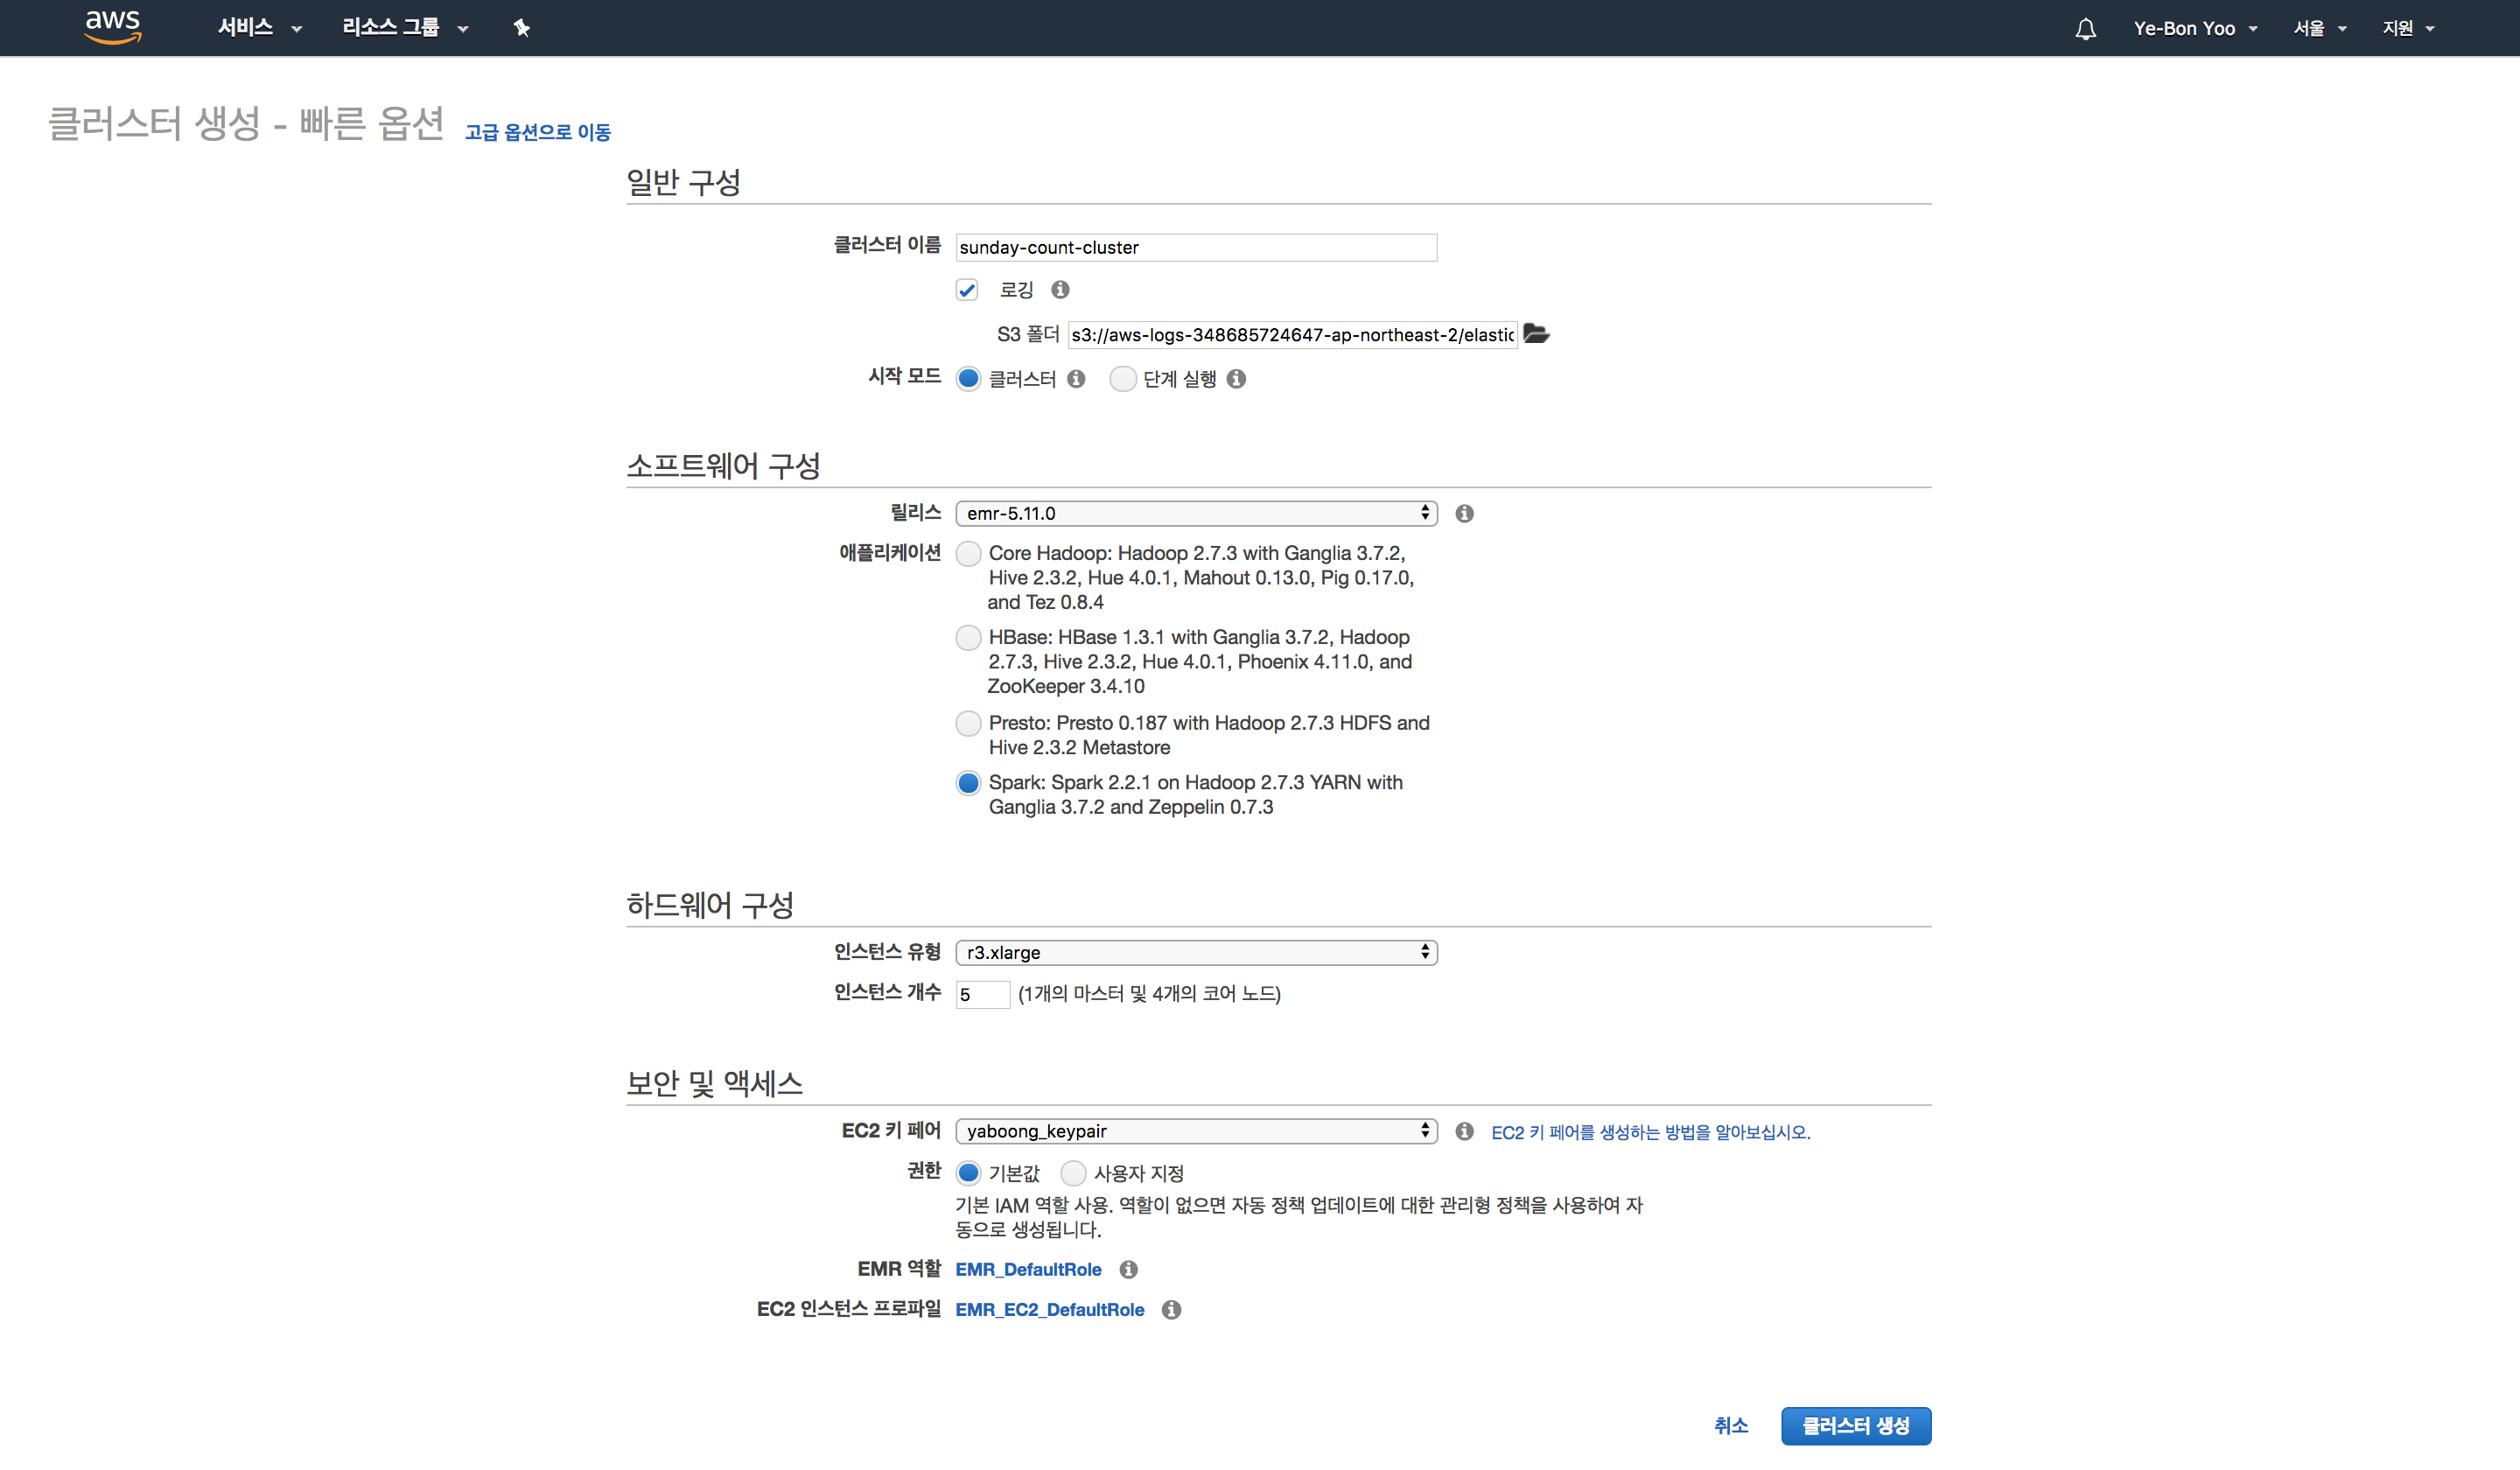 aws 서비스 리소스 그룹 Ye-Bon Yoo 서울 지원
클러스터 생성 - 빠른 옵션 고급 옵션으로 이동
일반 구성
클러스터 이름 sunday-count-cluster
로깅
S3 폴더 s3://aws-logs-348685724647-ap-northeast-2/elastic
시작 모드 클러스터 단계 실행
소프트웨어 구성
릴리스 emr-5.11.0
애플리케이션 Core Hadoop: Hadoop 2.7.3 with Ganglia 3.7.2,
Hive 2.3.2, Hue 4.0.1, Mahout 0.13.0, Pig 0.17.0,
and Tez 0.8.4
HBase: HBase 1.3.1 with Ganglia 3.7.2, Hadoop
2.7.3, Hive 2.3.2, Hue 4.0.1, Phoenix 4.11.0, and
ZooKeeper 3.4.10
Presto: Presto 0.187 with Hadoop 2.7.3 HDFS and
Hive 2.3.2 Metastore
Spark: Spark 2.2.1 on Hadoop 2.7.3 YARN with
Ganglia 3.7.2 and Zeppelin 0.7.3
하드웨어 구성
인스턴스 유형 r3.xlarge
인스턴스 개수 5 (1개의 마스터 및 4개의 코어 노드)
보안 및 액세스
EC2 키 페어 yaboong_keypair EC2 키 페어를 생성하는 방법을 알아보십시오.
권한 기본값 사용자 지정
기본 IAM 역할 사용. 역할이 없으면 자동 정책 업데이트에 대한 관리형 정책을 사용하여 자
동으로 생성됩니다.
EMR 역할 EMR_DefaultRole
EC2 인스턴스 프로파일 EMR_EC2_DefaultRole
취소 클러스터 생성